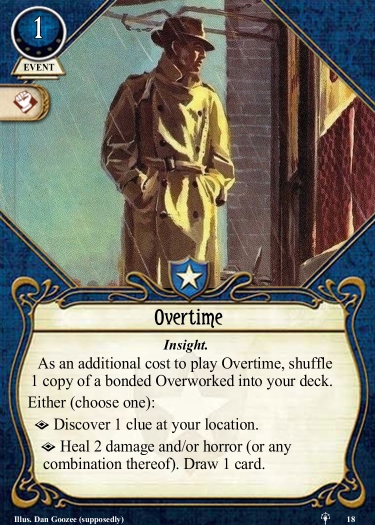 1
EVENT
Overtime
Insight.
As an additional cost to play Overtime, shuffle
1 copy of a bonded Overworked into your deck.
Either (choose one):
Discover 1 clue at your location.
Heal 2 damage and/or horror (or any
combination thereof). Draw 1 card.
Illus. Dan Goozee (supposedly)
18